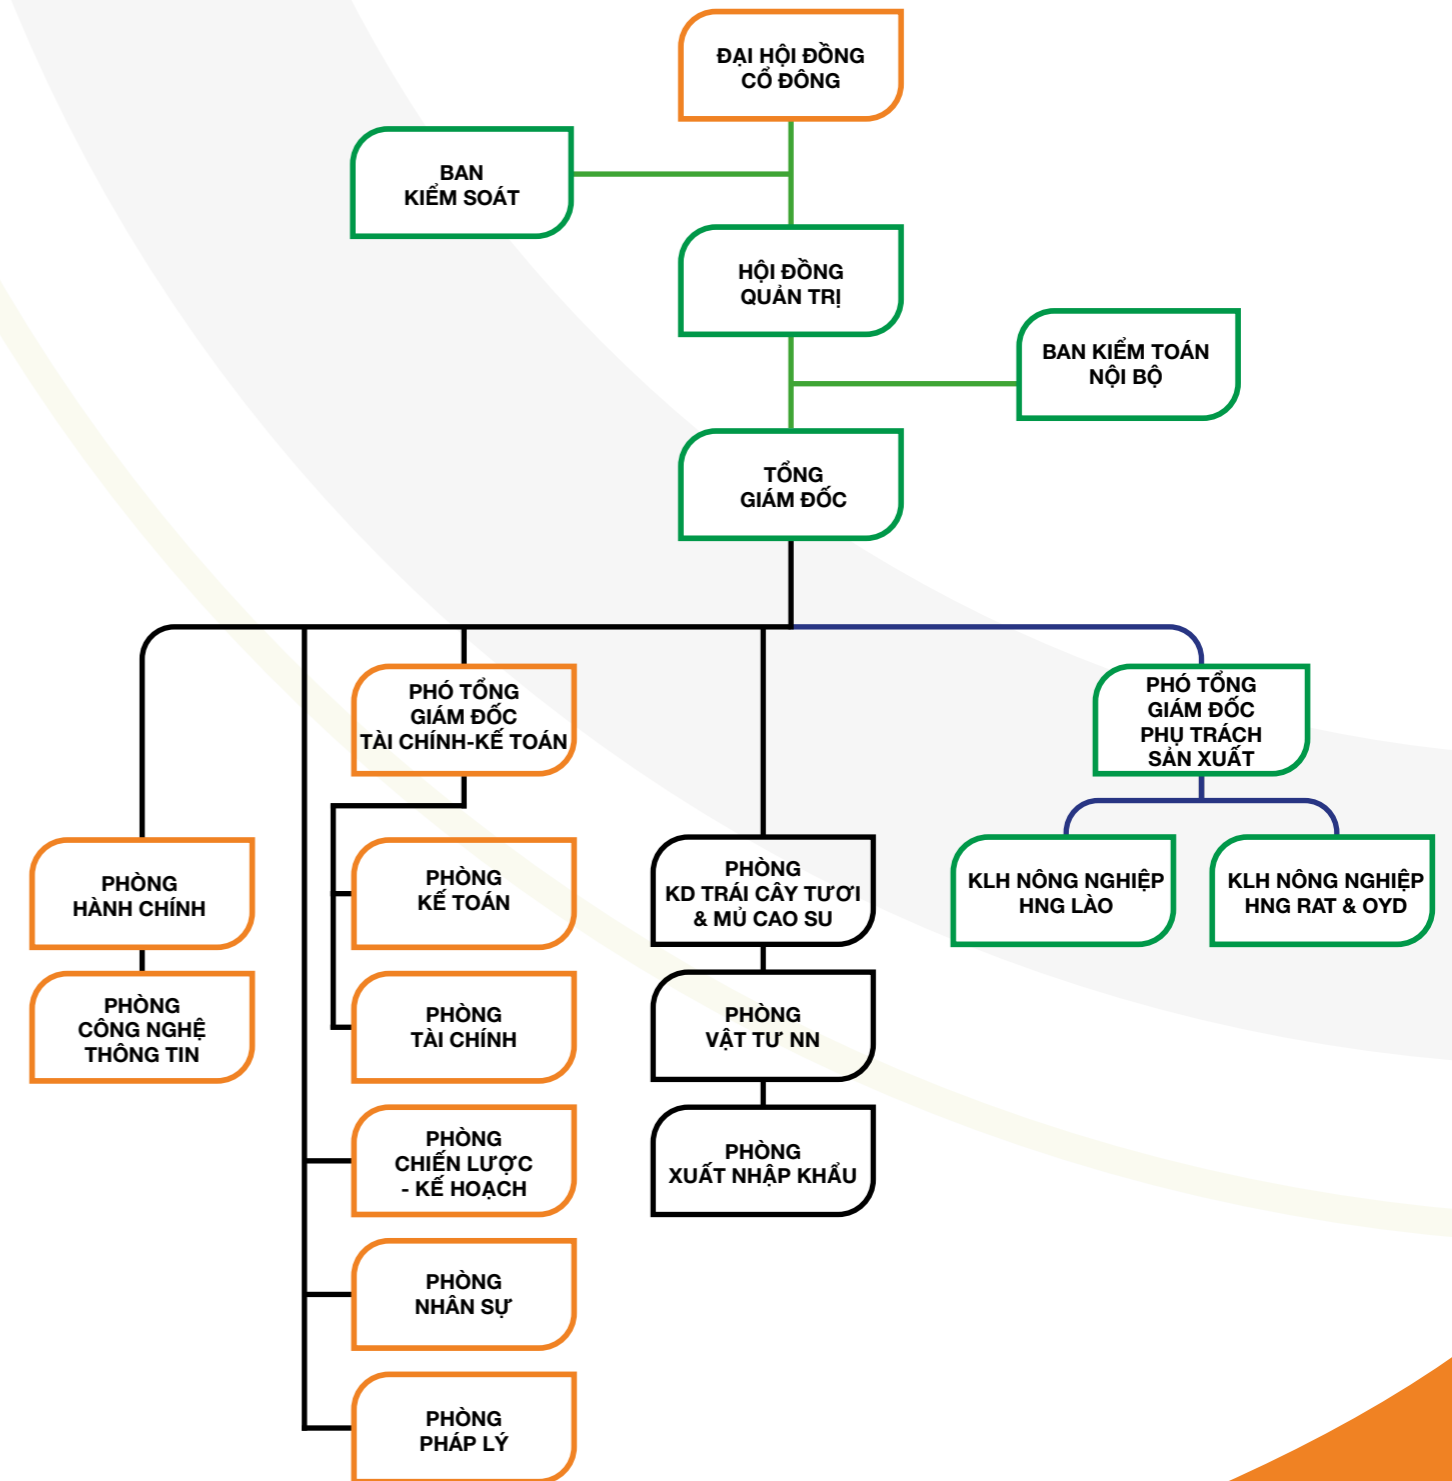 ĐẠI HỘI ĐỒNG
CỔ ĐÔNG
BAN
KIỂM SOÁT
HỘI ĐỒNG
QUẢN TRỊ
BAN KIỂM TOÁN
NỘI BỘ
TỔNG
GIÁM ĐỐC
PHÓ TỔNG
GIÁM ĐỐC
TÀI CHÍNH-KẾ TOÁN
PHÓ TỔNG
GIÁM ĐỐC
PHỤ TRÁCH
SẢN XUẤT
PHÒNG
HÀNH CHÍNH
PHÒNG
KẾ TOÁN
PHÒNG
KD TRÁI CÂY TƯƠI
& MỦ CAO SU
KLH NÔNG NGHIỆP
HNG LÀO
KLH NÔNG NGHIỆP
HNG RAT & OYD
PHÒNG
CÔNG NGHỆ
THÔNG TIN
PHÒNG
TÀI CHÍNH
PHÒNG
VẬT TƯ NN
PHÒNG
CHIẾN LƯỢC
- KẾ HOẠCH
PHÒNG
XUẤT NHẬP KHẨU
PHÒNG
NHÂN SỰ
PHÒNG
PHÁP LÝ